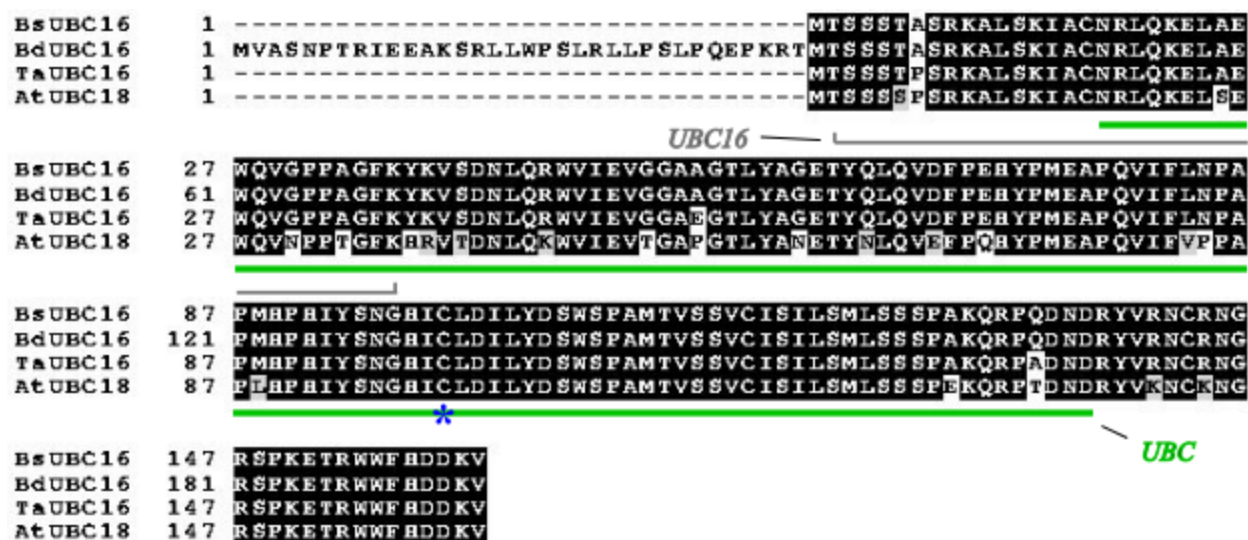 BsUBC16 1 ----------------------------------MTSSSTASRKALSKIACNRLQKELAE
BdUBC16 1 MVASNPTRIEEAKSRLLWPSLRLLPSLPQEPKRTMTSSSTASRKALSKIACNRLQKELAE
TaUBC16 1 ----------------------------------MTSSSTPSRKALSKIACNRLQKELAE
AtUBC18 1 ----------------------------------MTSSSSPSRKALSKIACNRLQKELSE
UBC16
BsUBC16 27 WQVGPPAGFKYKVSDNLQRWVIEVGGAAGTLYAGETYQLQVDFPEHYPMEAPQVIFLNPA
BdUBC16 61 WQVGPPAGFKYKVSDNLQRWVIEVGGAAGTLYAGETYQLQVDFPEHYPMEAPQVIFLNPA
TaUBC16 27 WQVGPPAGFKYKVSDNLQRWVIEVGGAEGTLYAGETYQLQVDFPEHYPMEAPQVIFLNPA
AtUBC18 27 WQVNPPTGFKHRVTDNLQKWVIEVTGAPGTLYANETYNLQVEFPQHYPMEAPQVIFVPPA
BsUBC16 87 PMHPHIYSNGHICLDILYDSWSPAMTVSSVCISILSMLSSSPAKQRPQDNDRYVRNCRNG
BdUBC16 121 PMHPHIYSNGHICLDILYDSWSPAMTVSSVCISILSMLSSSPAKQRPQDNDRYVRNCRNG
TaUBC16 87 PMHPHIYSNGHICLDILYDSWSPAMTVSSVCISILSMLSSSPAKQRPADNDRYVRNCRNG
AtUBC18 87 PLHPHIYSNGHICLDILYDSWSPAMTVSSVCISILSMLSSSPEKQRPTDNDRYVKNCKNG
*
UBC
BsUBC16 147 RSPKETRWWFHDDKV
BdUBC16 181 RSPKETRWWFHDDKV
TaUBC16 147 RSPKETRWWFHDDKV
AtUBC18 147 RSPKETRWWFHDDKV